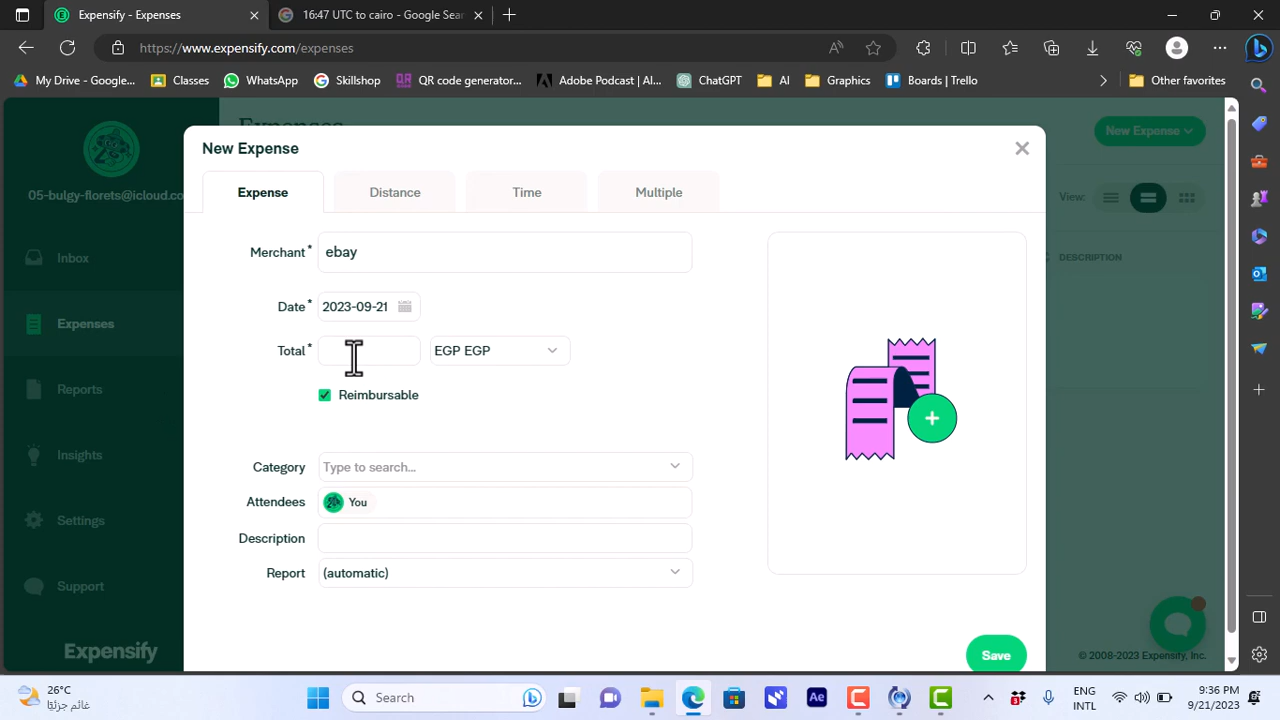 Expensify - Expenses
16:47 UTC to cairo - Google Sear
https://www.expensify.com/expenses
My Drive - Google...
Classes
WhatsApp
Skillshop
QR code generator...
Adobe Podcast | AI...
ChatGPT
AI
Graphics
Boards | Trello
Other favorites
Expenses
New Expense
05-bulgy-florets@icloud.co
View:
DESCRIPTION
Inbox
Expenses
Reports
Insights
Settings
Support
Expensify
New Expense
Expense
Distance
Time
Multiple
Merchant*
ebay
Date*
2023-09-21
Total*
EGP EGP
Reimbursable
Category
Type to search...
Attendees
You
Description
Report
(automatic)
Save
© 2008-2023 Expensify, Inc.
26°C
غائم جزئيًا
Search
Ae
ENG
INTL
9:36 PM
9/21/2023